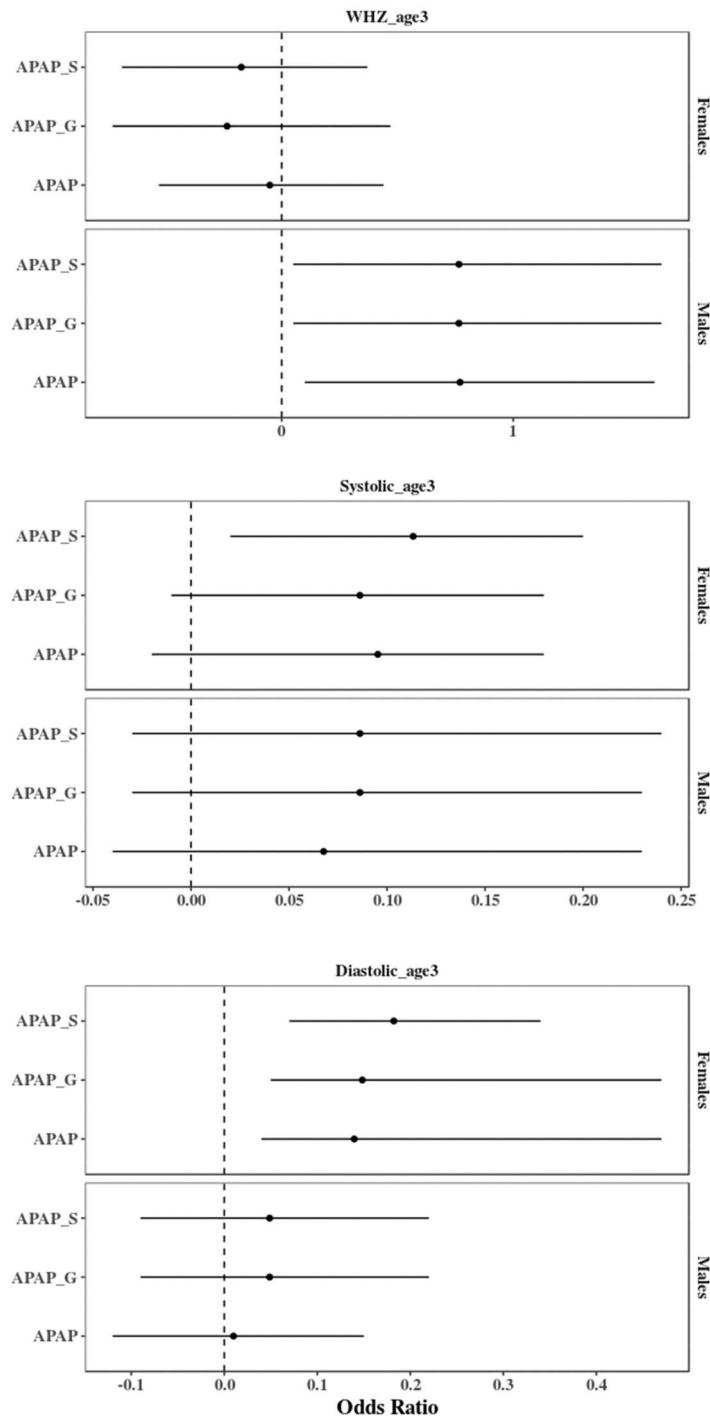 WHZ_age3
APAP_S
APAP_G
APAP
Females
APAP_S
APAP_G
APAP
Males
0 1
Systolic_age3
APAP_S
APAP_G
APAP
Females
APAP_S
APAP_G
APAP
Males
-0.05 0.00 0.05 0.10 0.15 0.20 0.25
Diastolic_age3
APAP_S
APAP_G
APAP
Females
APAP_S
APAP_G
APAP
Males
-0.1 0.0 0.1 0.2 0.3 0.4
Odds Ratio